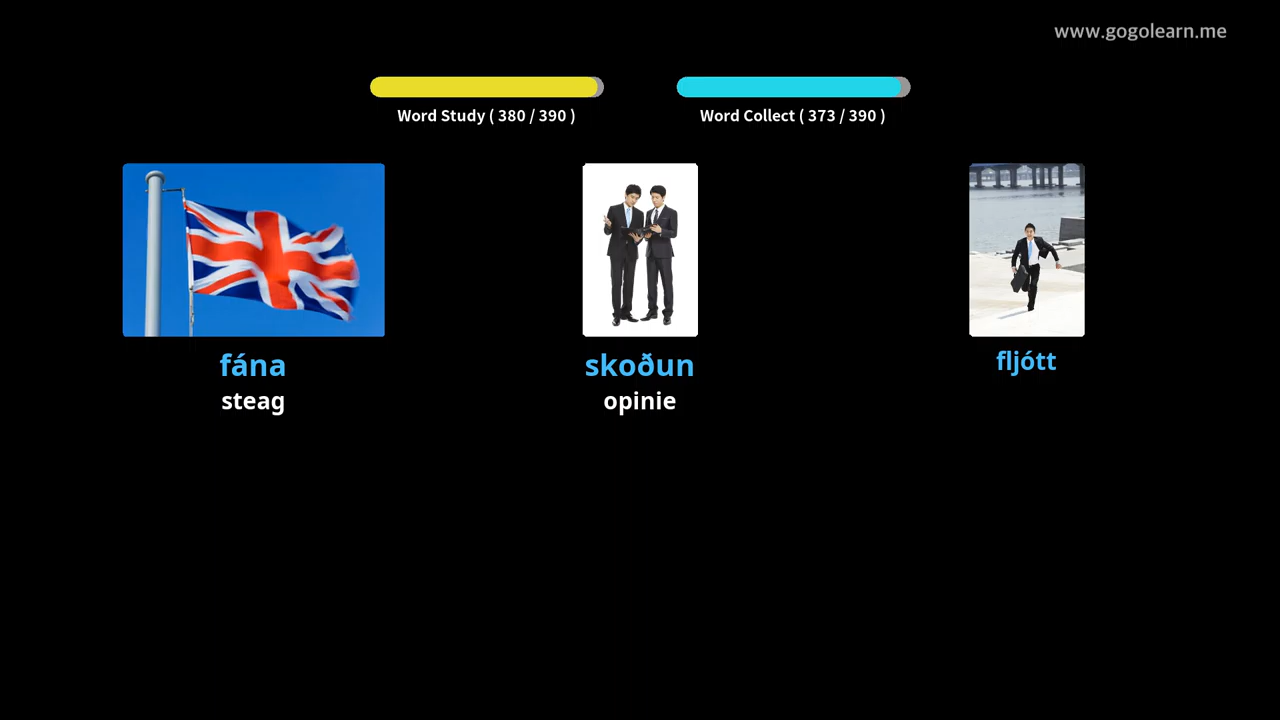 www.gogolearn.me
Word Study ( 380 / 390 )
Word Collect ( 373 / 390 )
fána
steag
skoðun
opinie
fljótt